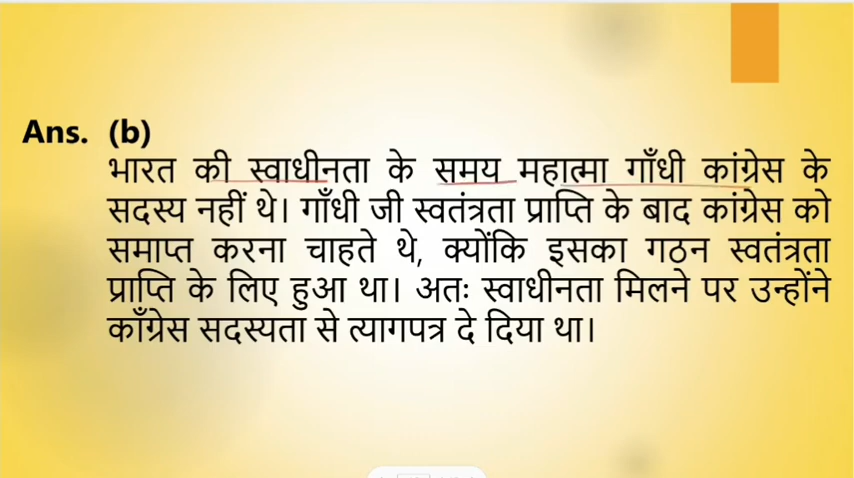 Ans. (b)
भारत की स्वाधीनता के समय महात्मा गाँधी कांग्रेस के
सदस्य नहीं थे। गाँधी जी स्वतंत्रता प्राप्ति के बाद कांग्रेस को
समाप्त करना चाहते थे, क्योंकि इसका गठन स्वतंत्रता
प्राप्ति के लिए हुआ था। अतः स्वाधीनता मिलने पर उन्होंने
काँग्रेस सदस्यता से त्यागपत्र दे दिया था।